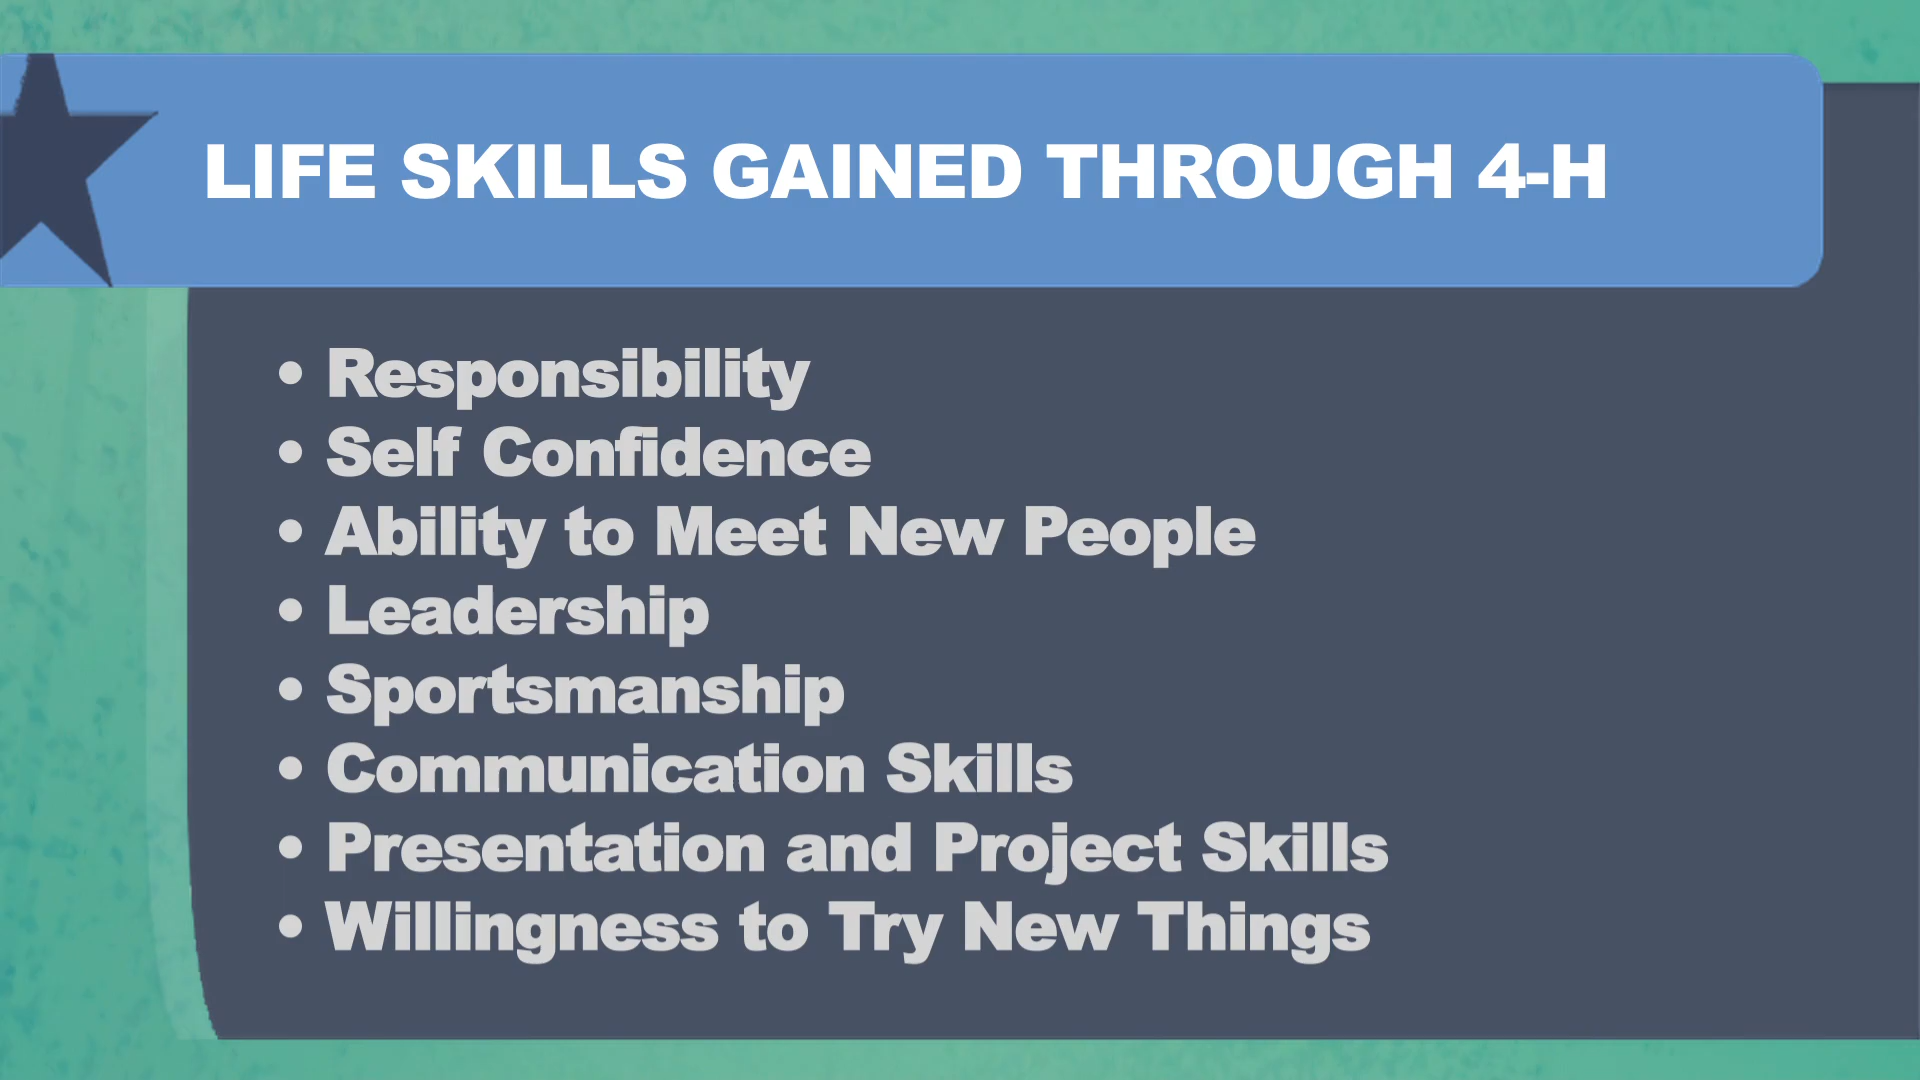 LIFE SKILLS GAINED THROUGH 4-H
• Responsibility
• Self Confidence
• Ability to Meet New People
• Leadership
• Sportsmanship
• Communication Skills
• Presentation and Project Skills
• Willingness to Try New Things